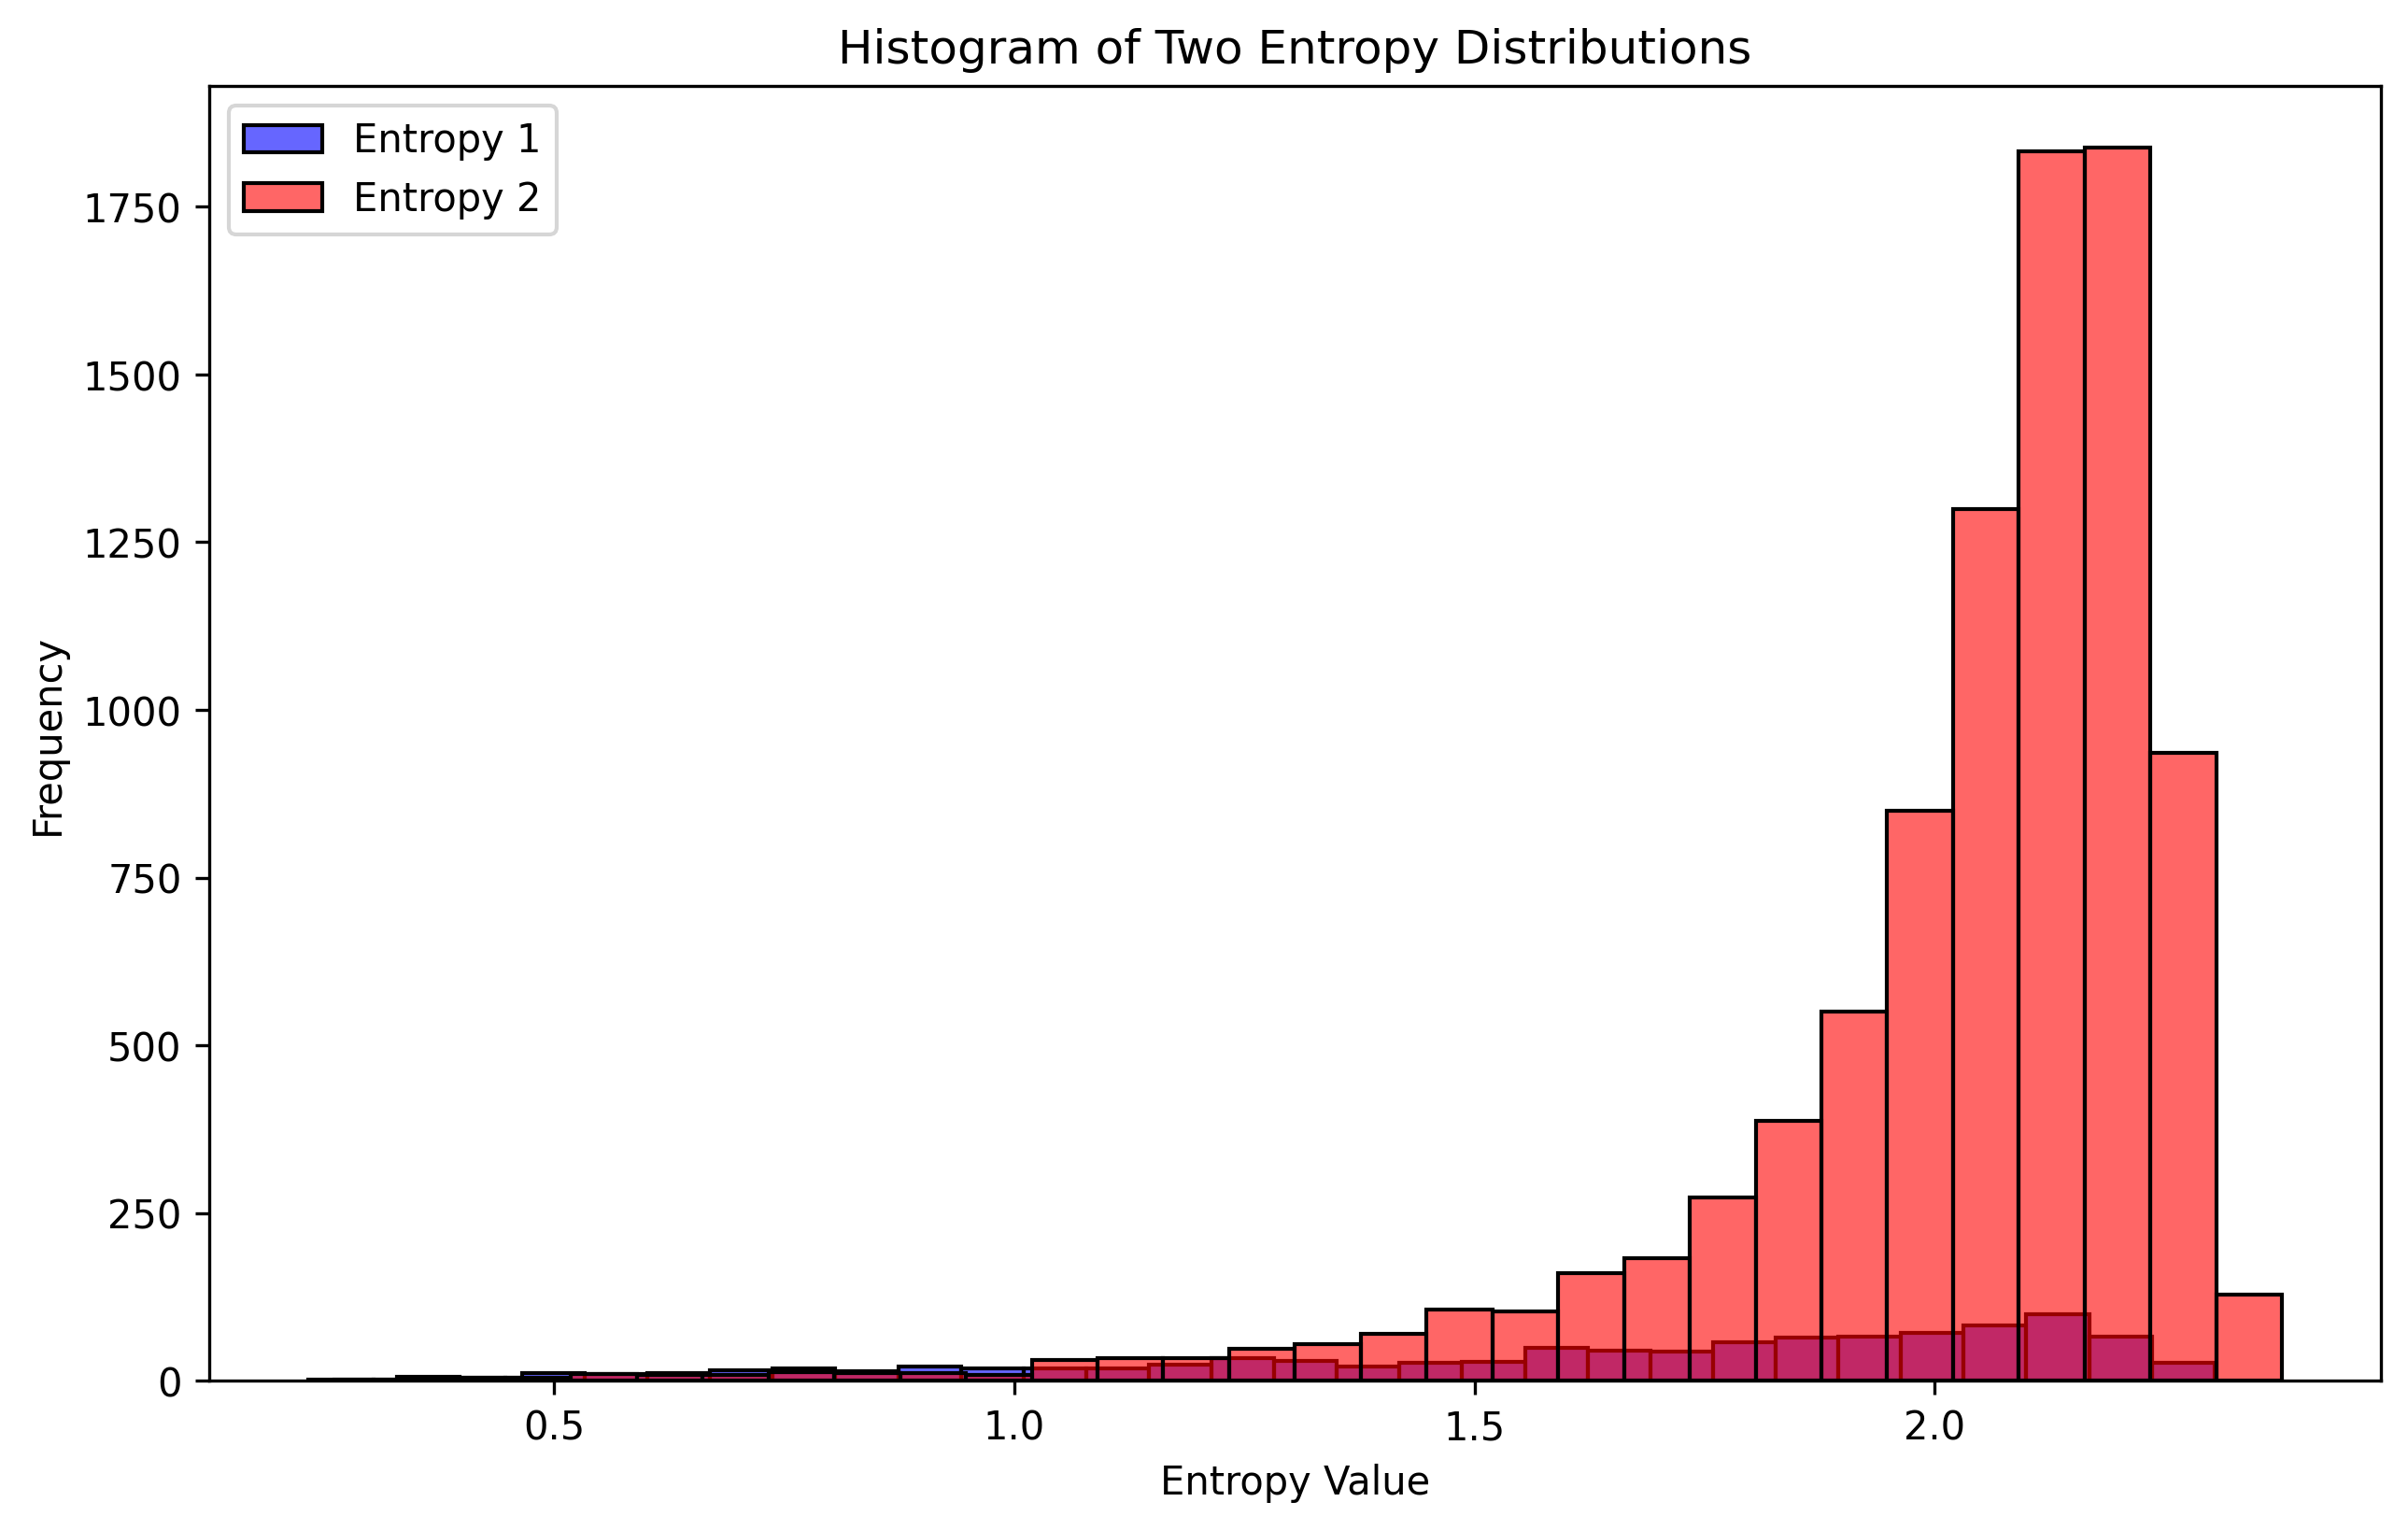 Histogram of Two Entropy Distributions
Entropy 1
Entropy 2
1750
1500
1250
1000
750
500
250
0
Frequency
0.5 1.0 1.5 2.0
Entropy Value